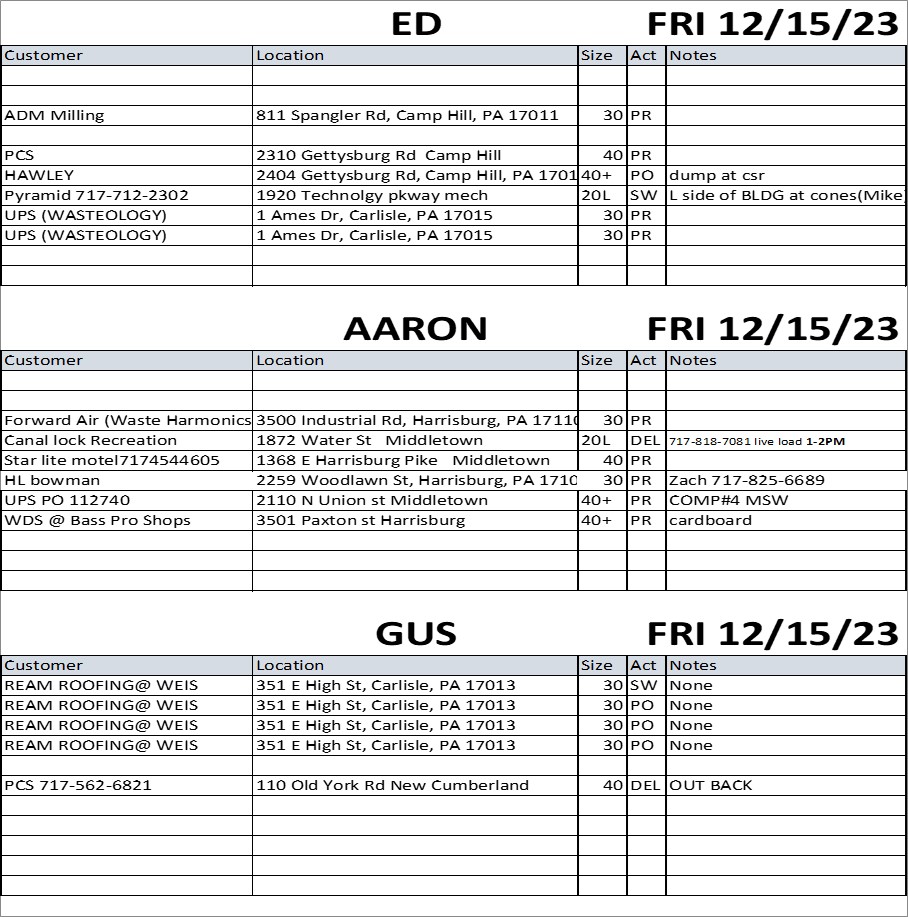 ED FRI 12/15/23
Customer Location Size Act Notes
ADM Milling 811 Spangler Rd, Camp Hill, PA 17011 30 PR
PCS 2310 Gettysburg Rd Camp Hill 40 PR
HAWLEY 2404 Gettysburg Rd, Camp Hill, PA 1701 40+ PO dump at csr
Pyramid 717-712-2302 1920 Technolgy pkway mech 20L SW L side of BLDG at cones(Mike)
UPS (WASTEOLOGY) 1 Ames Dr, Carlisle, PA 17015 30 PR
UPS (WASTEOLOGY) 1 Ames Dr, Carlisle, PA 17015 30 PR
AARON FRI 12/15/23
Customer Location Size Act Notes
Forward Air (Waste Harmonics 3500 Industrial Rd, Harrisburg, PA 17110 30 PR
Canal lock Recreation 1872 Water St Middletown 20L DEL 717-818-7081 live load 1-2PM
Star lite motel7174544605 1368 E Harrisburg Pike Middletown 40 PR
HL bowman 2259 Woodlawn St, Harrisburg, PA 1710 30 PR Zach 717-825-6689
UPS PO 112740 2110 N Union st Middletown 40+ PR COMP#4 MSW
WDS @ Bass Pro Shops 3501 Paxton st Harrisburg 40+ PR cardboard
GUS FRI 12/15/23
Customer Location Size Act Notes
REAM ROOFING@ WEIS 351 E High St, Carlisle, PA 17013 30 SW None
REAM ROOFING@ WEIS 351 E High St, Carlisle, PA 17013 30 PO None
REAM ROOFING@ WEIS 351 E High St, Carlisle, PA 17013 30 PO None
REAM ROOFING@ WEIS 351 E High St, Carlisle, PA 17013 30 PO None
PCS 717-562-6821 110 Old York Rd New Cumberland 40 DEL OUT BACK